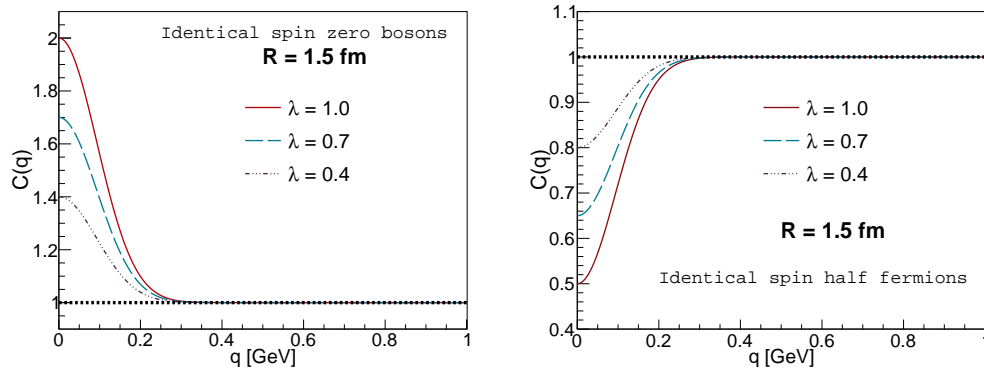 Identical spin zero bosons
R = 1.5 fm
λ = 1.0
λ = 0.7
λ = 0.4
C(q)
2
1.8
1.6
1.4
1.2
1
0 0.2 0.4 0.6 0.8 1
q [GeV]
1.1
1
0.9
0.8
0.7
0.6
0.5
0.4
C(q)
λ = 1.0
λ = 0.7
λ = 0.4
R = 1.5 fm
Identical spin half fermions
0 0.2 0.4 0.6 0.8 1
q [GeV]